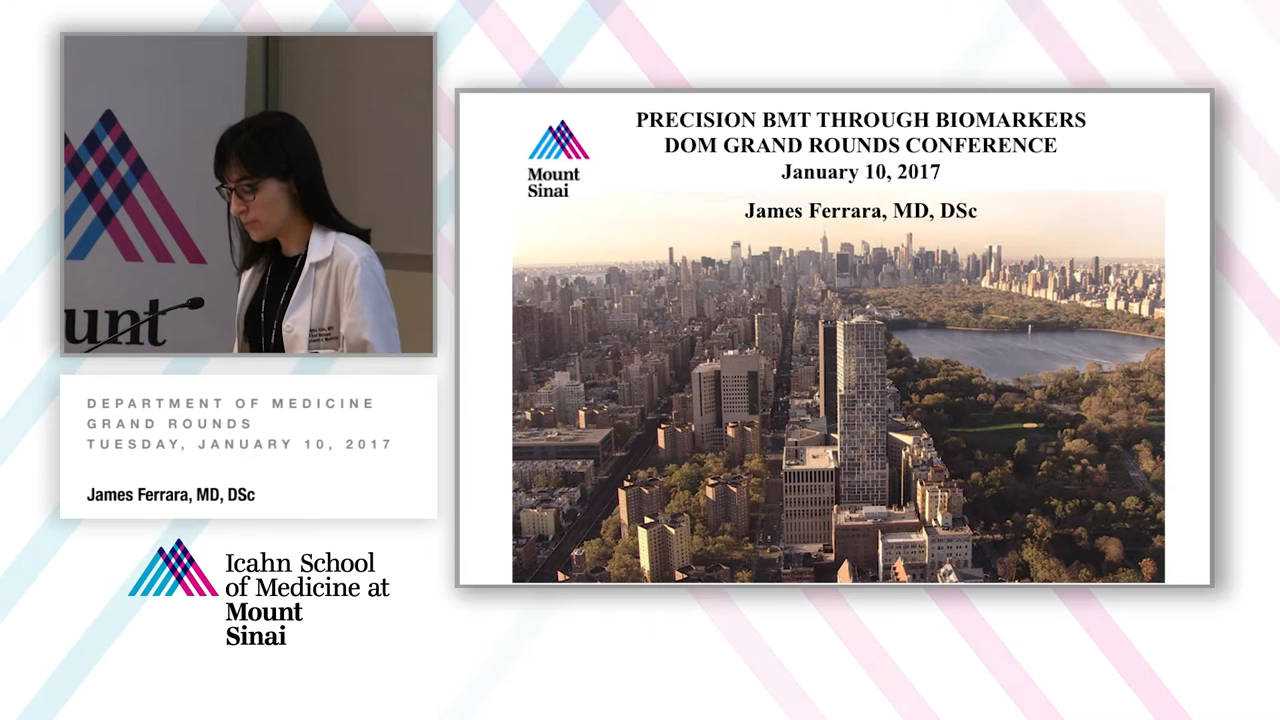 unt
DEPARTMENT OF MEDICINE
GRAND ROUNDS
TUESDAY, JANUARY 10, 2017
James Ferrara, MD, DSc
Icahn School
of Medicine at
Mount
Sinai
Mount
Sinai
PRECISION BMT THROUGH BIOMARKERS
DOM GRAND ROUNDS CONFERENCE
January 10, 2017
James Ferrara, MD, DSc